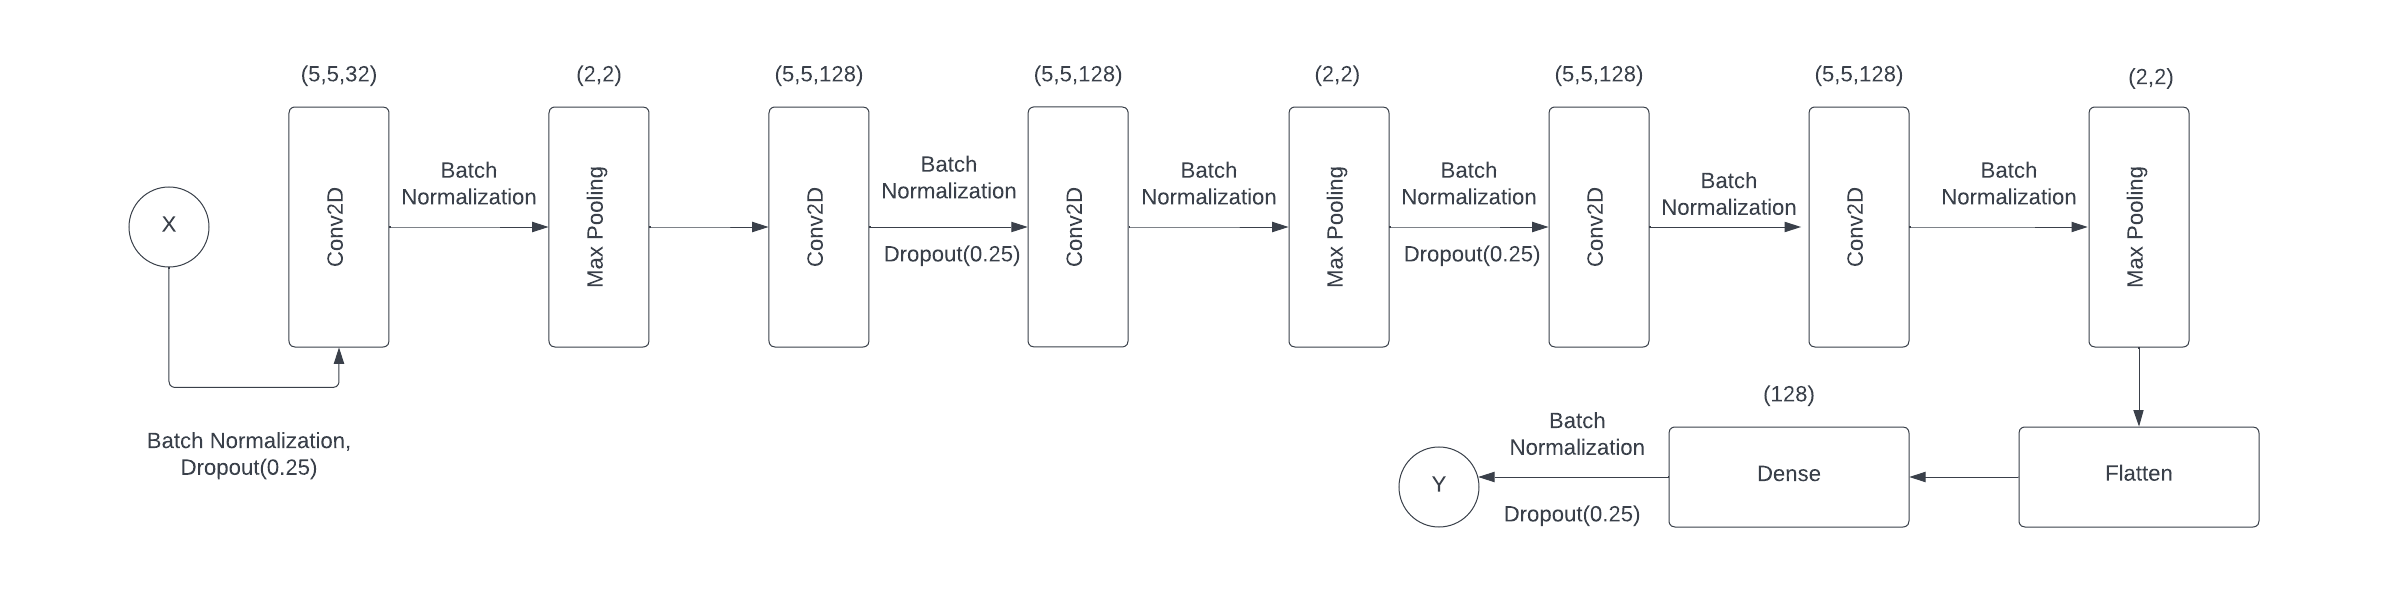 (5,5,32)
(2,2)
(5,5,128)
(5,5,128)
(2,2)
(5,5,128)
(5,5,128)
(2,2)
X
Conv2D
Batch
Normalization
Max Pooling
Conv2D
Batch
Normalization
Dropout(0.25)
Conv2D
Batch
Normalization
Max Pooling
Batch
Normalization
Dropout(0.25)
Conv2D
Batch
Normalization
Conv2D
Batch
Normalization
Max Pooling
Batch Normalization,
Dropout(0.25)
Flatten
(128)
Dense
Batch
Normalization
Dropout(0.25)
Y